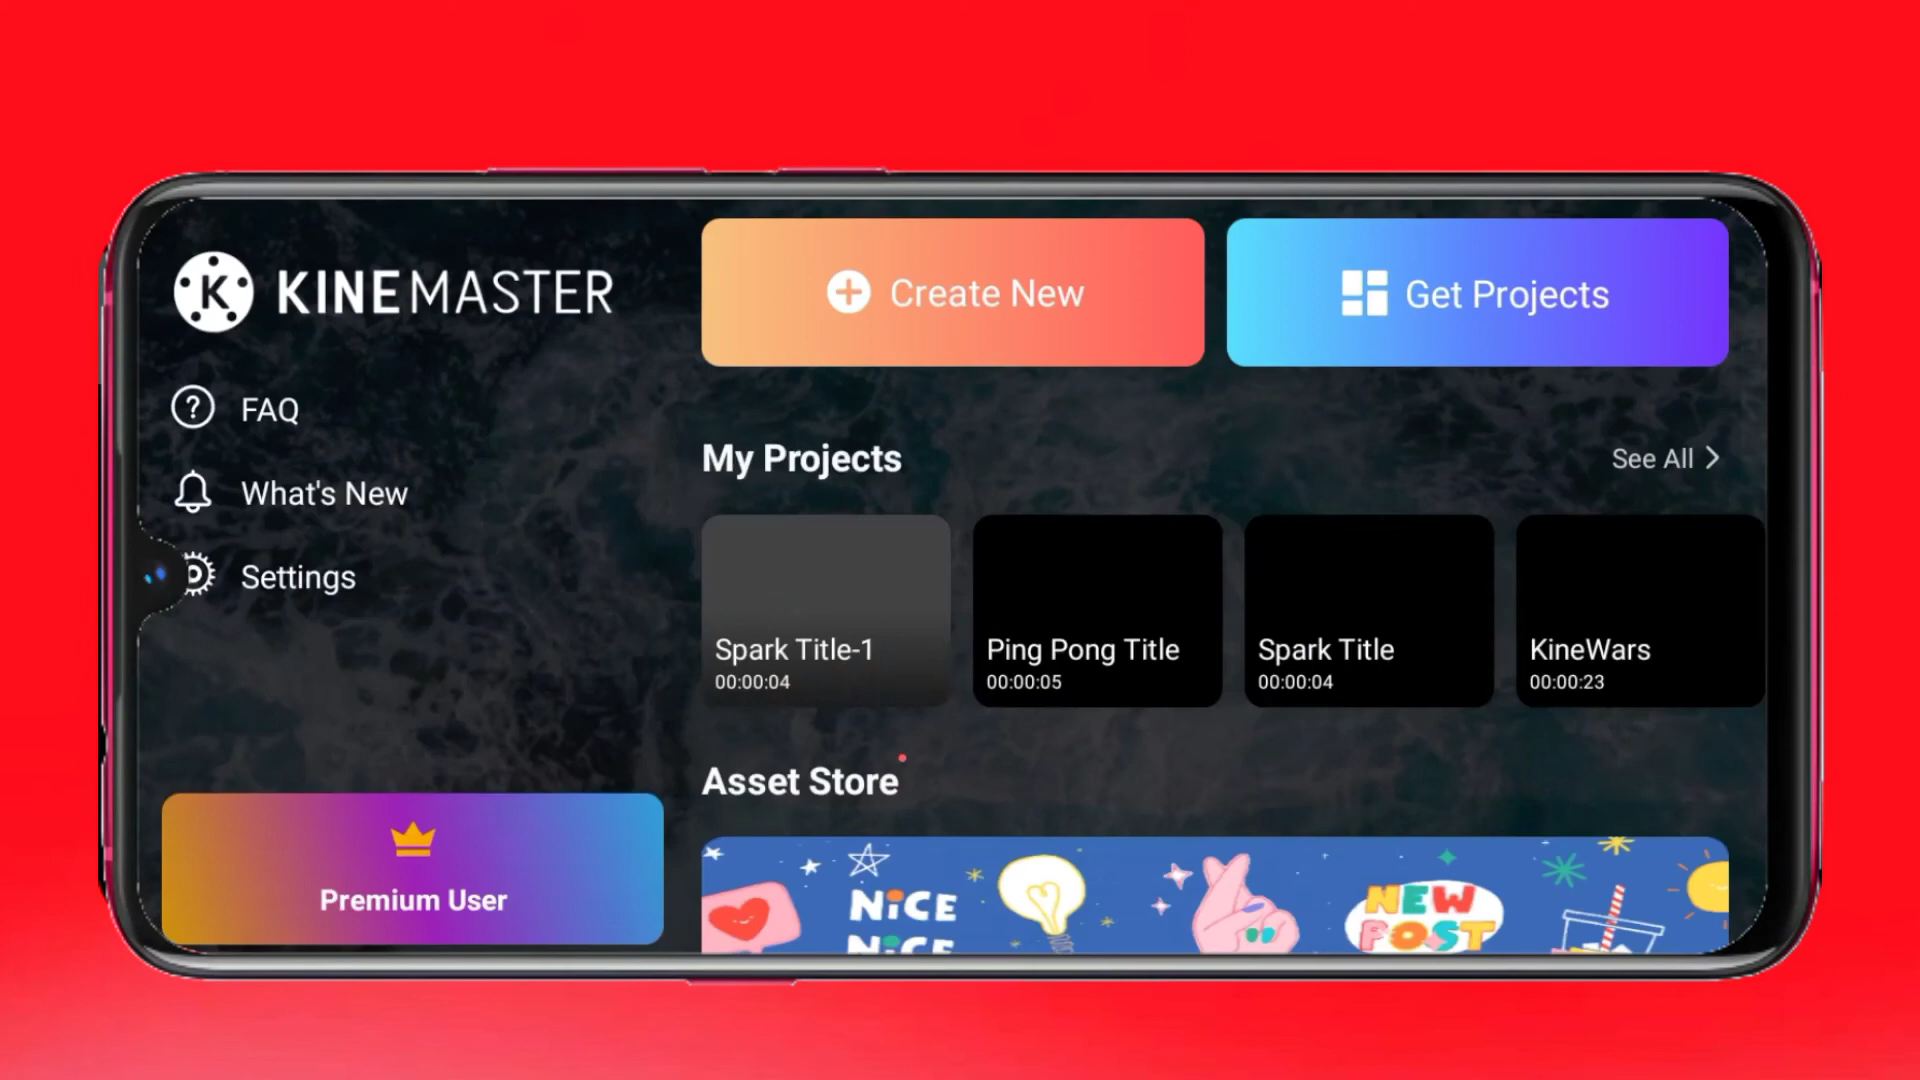 KINEMASTER
FAQ
What's New
Settings
Premium User
Create New
Get Projects
My Projects
See All
Spark Title-1
00:00:04
Ping Pong Title
00:00:05
Spark Title
00:00:04
KineWars
00:00:23
Asset Store
NiCE
NiCE
NEW
POST